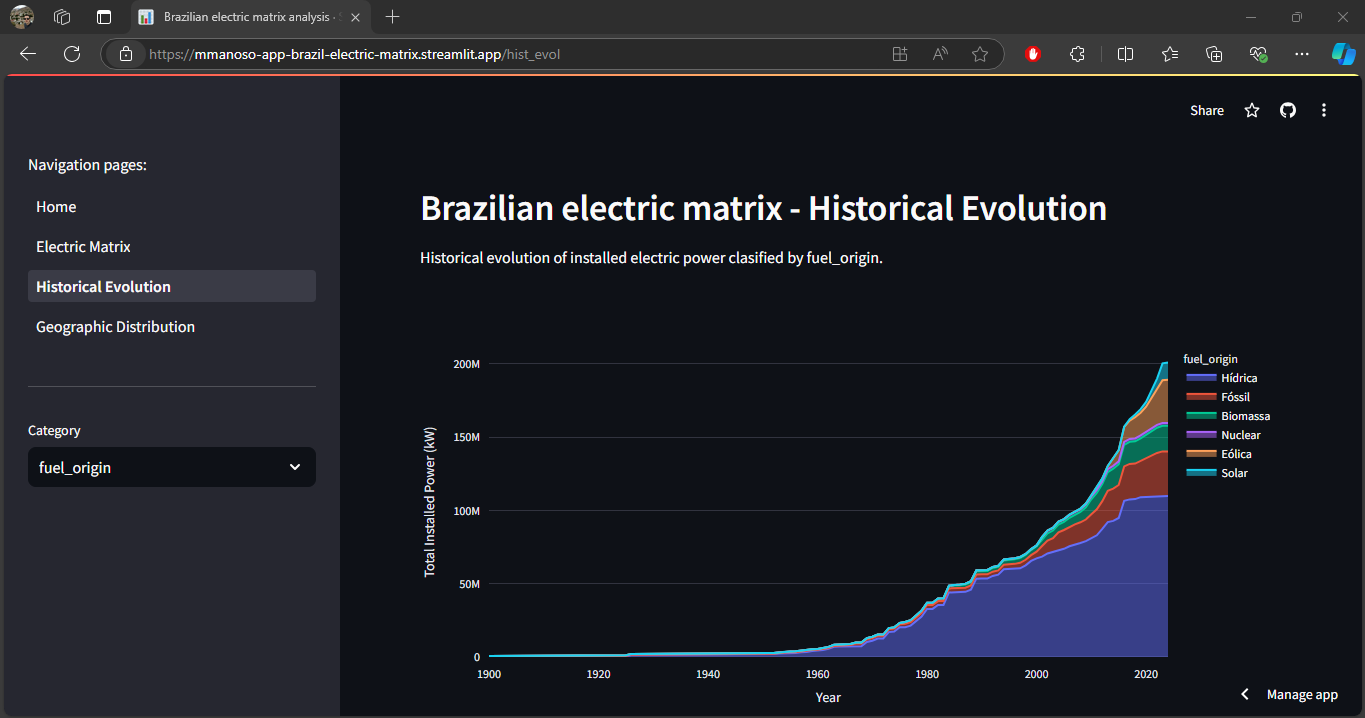 Brazilian electric matrix analysis · S
https://mmanoso-app-brazil-electric-matrix.streamlit.app/hist_evol
Share
Navigation pages:
Home
Electric Matrix
Historical Evolution
Geographic Distribution
Category
fuel_origin
Brazilian electric matrix - Historical Evolution
Historical evolution of installed electric power clasified by fuel_origin.
Total Installed Power (kW)
200M
150M
100M
50M
0
1900 1920 1940 1960 1980 2000 2020
Year
fuel_origin
Hídrica
Fóssil
Biomassa
Nuclear
Eólica
Solar
Manage app